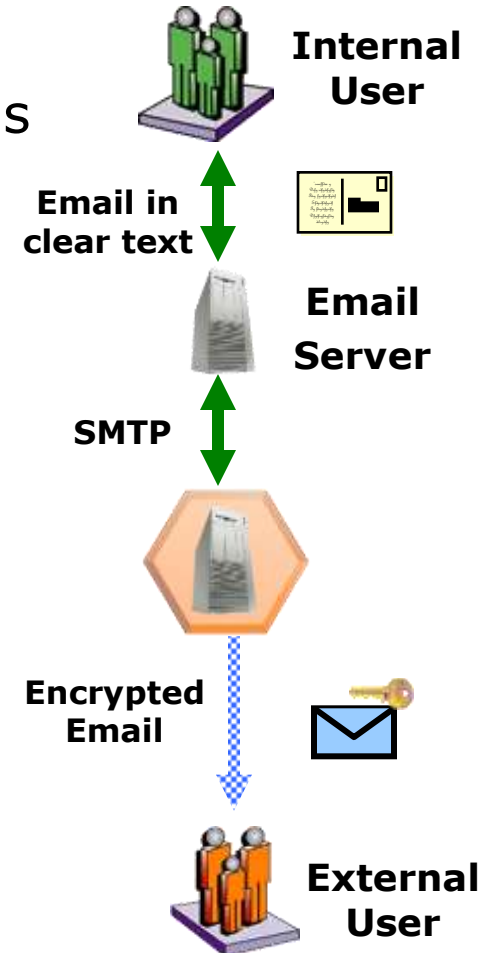 Internal
User
s
Email in
clear text
Email
Server
SMTP
Encrypted
Email
External
User